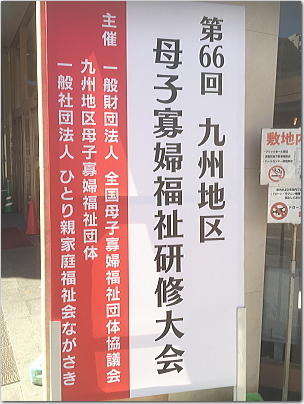 第66回 九州地区
母子寡婦福祉研修大会
主催 一般財団法人 全国母子寡婦福祉団体協議会
九州地区母子寡婦福祉団体
一般社団法人 ひとり親家庭福祉会ながさき
敷地内